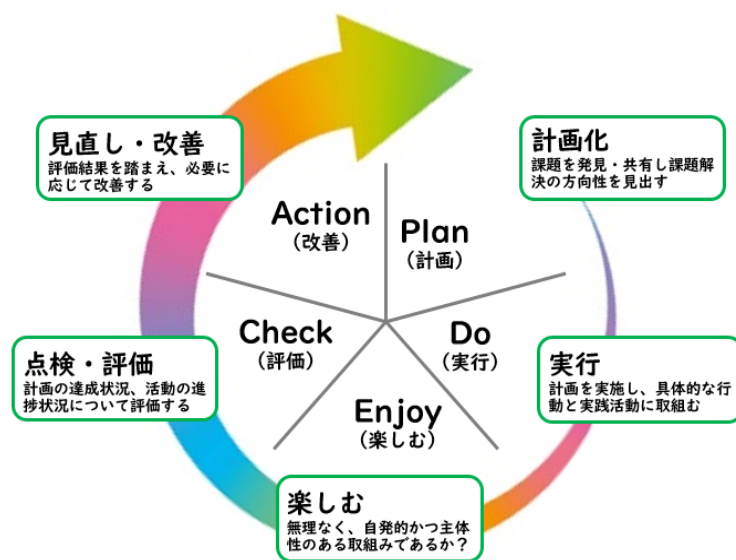 見直し・改善
評価結果を踏まえ、必要に
応じて改善する
計画化
課題を発見・共有し課題解
決の方向性を見出す
Action
（改善）
Plan
（計画）
Check
（評価）
Do
（実行）
Enjoy
（楽しむ）
点検・評価
計画の達成状況、活動の進
捗状況について評価する
実行
計画を実施し、具体的な行
動と実践活動に取組む
楽しむ
無理なく、自発的かつ主体
性のある取組みであるか？